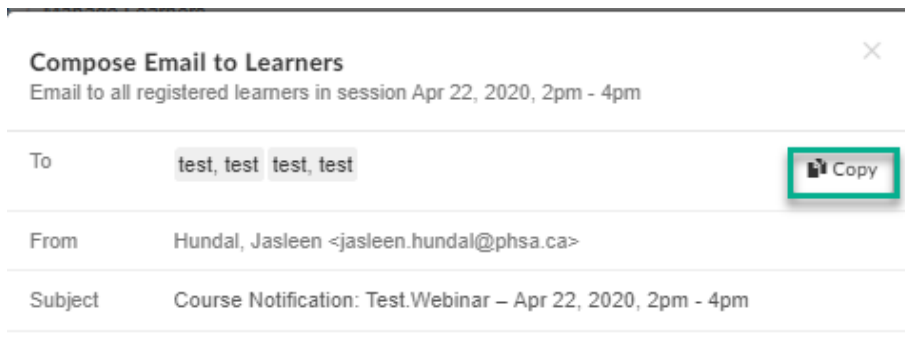 Compose Email to Learners
Email to all registered learners in session Apr 22, 2020, 2pm - 4pm
To test, test test, test Copy
From Hundal, Jasleen <jasleen.hundal@phsa.ca>
Subject Course Notification: Test.Webinar – Apr 22, 2020, 2pm - 4pm